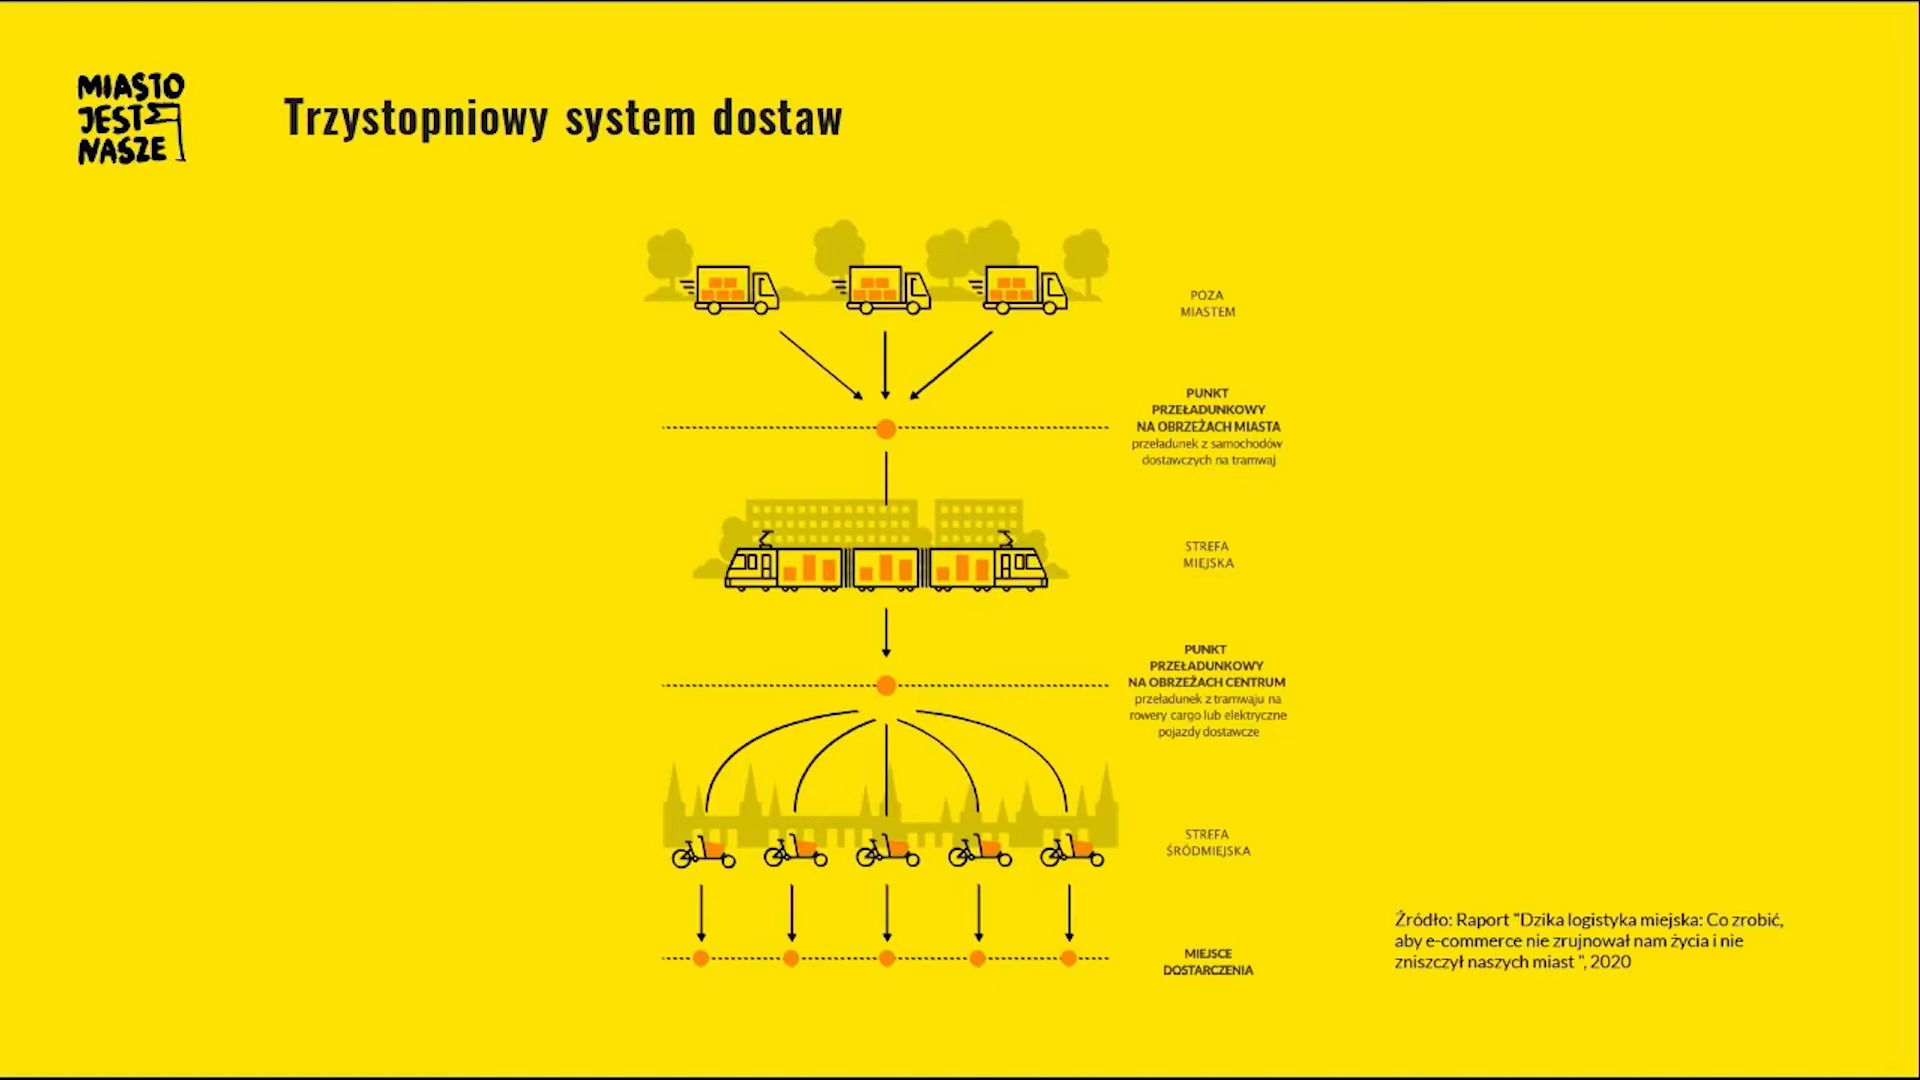 MIASTO
JEST
NASZE
Trzystopniowy system dostaw
POZA
MIASTEM
PUNKT
PRZEŁADUNKOWY
NA OBRZEŻACH MIASTA
przeładunek z samochodów
dostawczych na tramwaj
STREFA
MIEJSKA
PUNKT
PRZEŁADUNKOWY
NA OBRZEŻACH CENTRUM
przeładunek z tramwaju na
rowery cargo lub elektryczne
pojazdy dostawcze
STREFA
ŚRÓDMIEJSKA
MIEJSCE
DOSTARCZENIA
Źródło: Raport "Dzika logistyka miejska: Co zrobić,
aby e-commerce nie zrujnował nam życia i nie
zniszczył naszych miast ", 2020